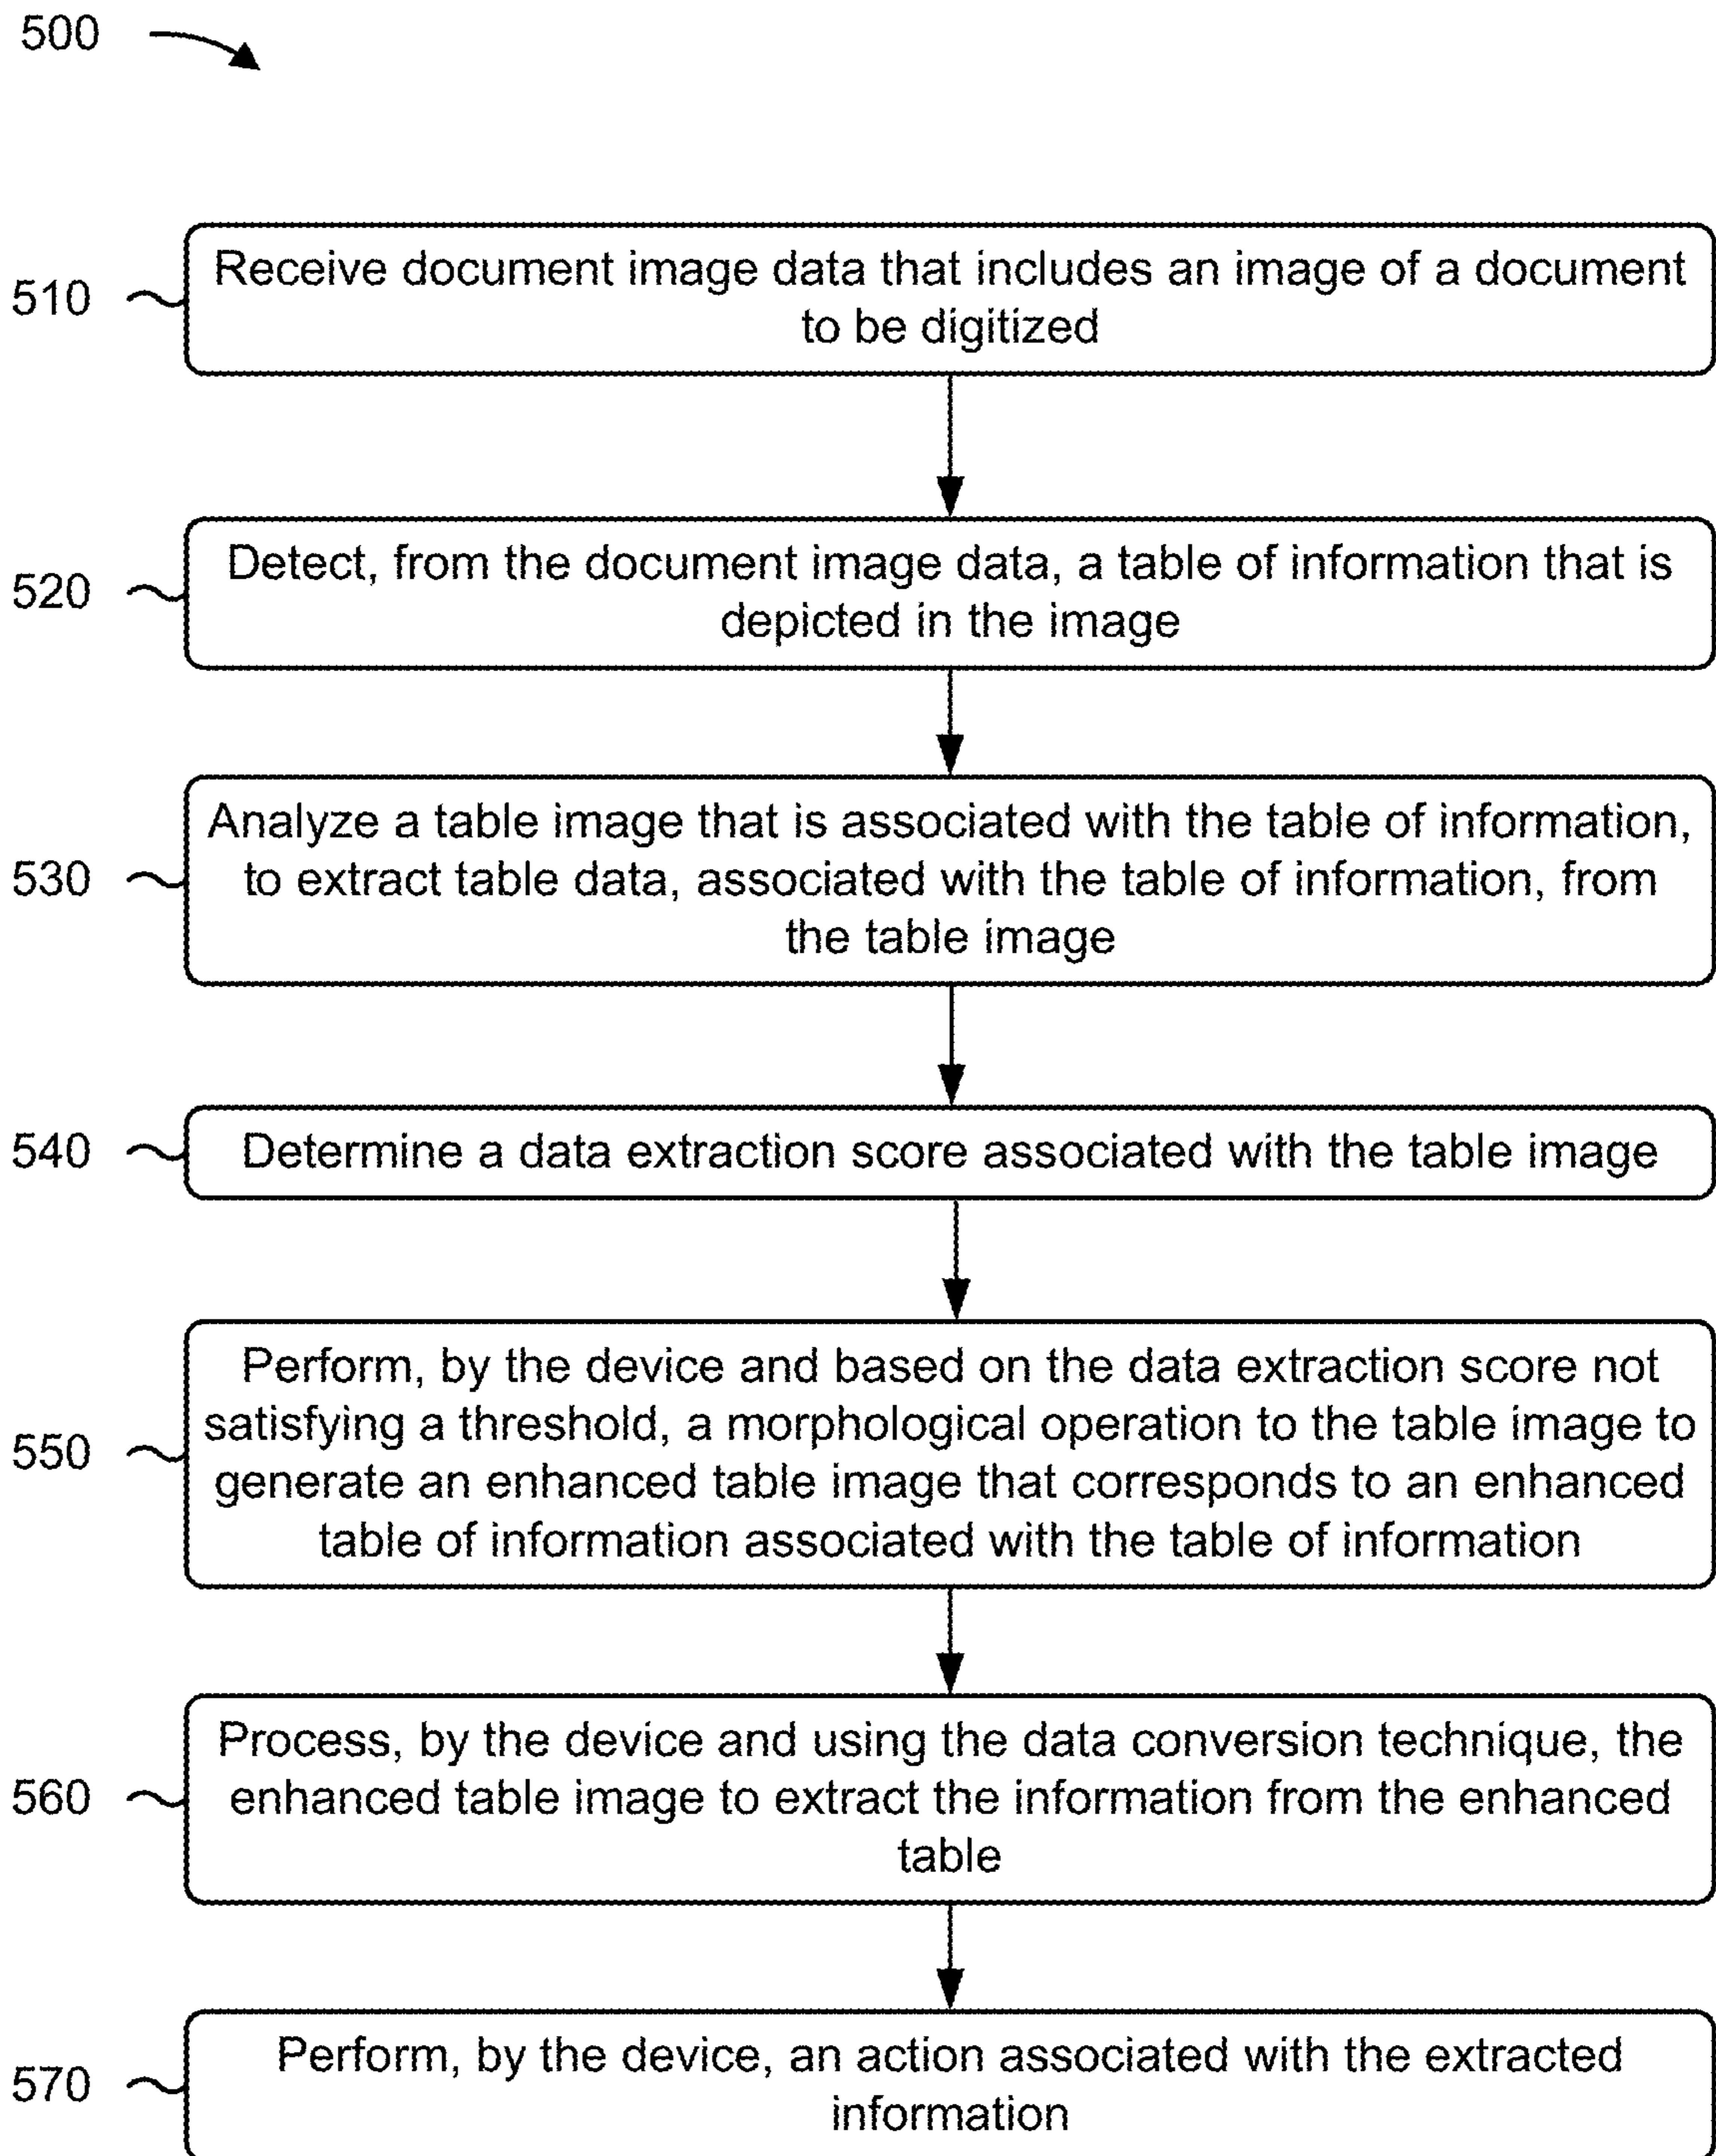 500
510
Receive document image data that includes an image of a document
to be digitized
520
Detect, from the document image data, a table of information that is
depicted in the image
530
Analyze a table image that is associated with the table of information,
to extract table data, associated with the table of information, from
the table image
540
Determine a data extraction score associated with the table image
550
Perform, by the device and based on the data extraction score not
satisfying a threshold, a morphological operation to the table image to
generate an enhanced table image that corresponds to an enhanced
table of information associated with the table of information
560
Process, by the device and using the data conversion technique, the
enhanced table image to extract the information from the enhanced
table
570
Perform, by the device, an action associated with the extracted
information